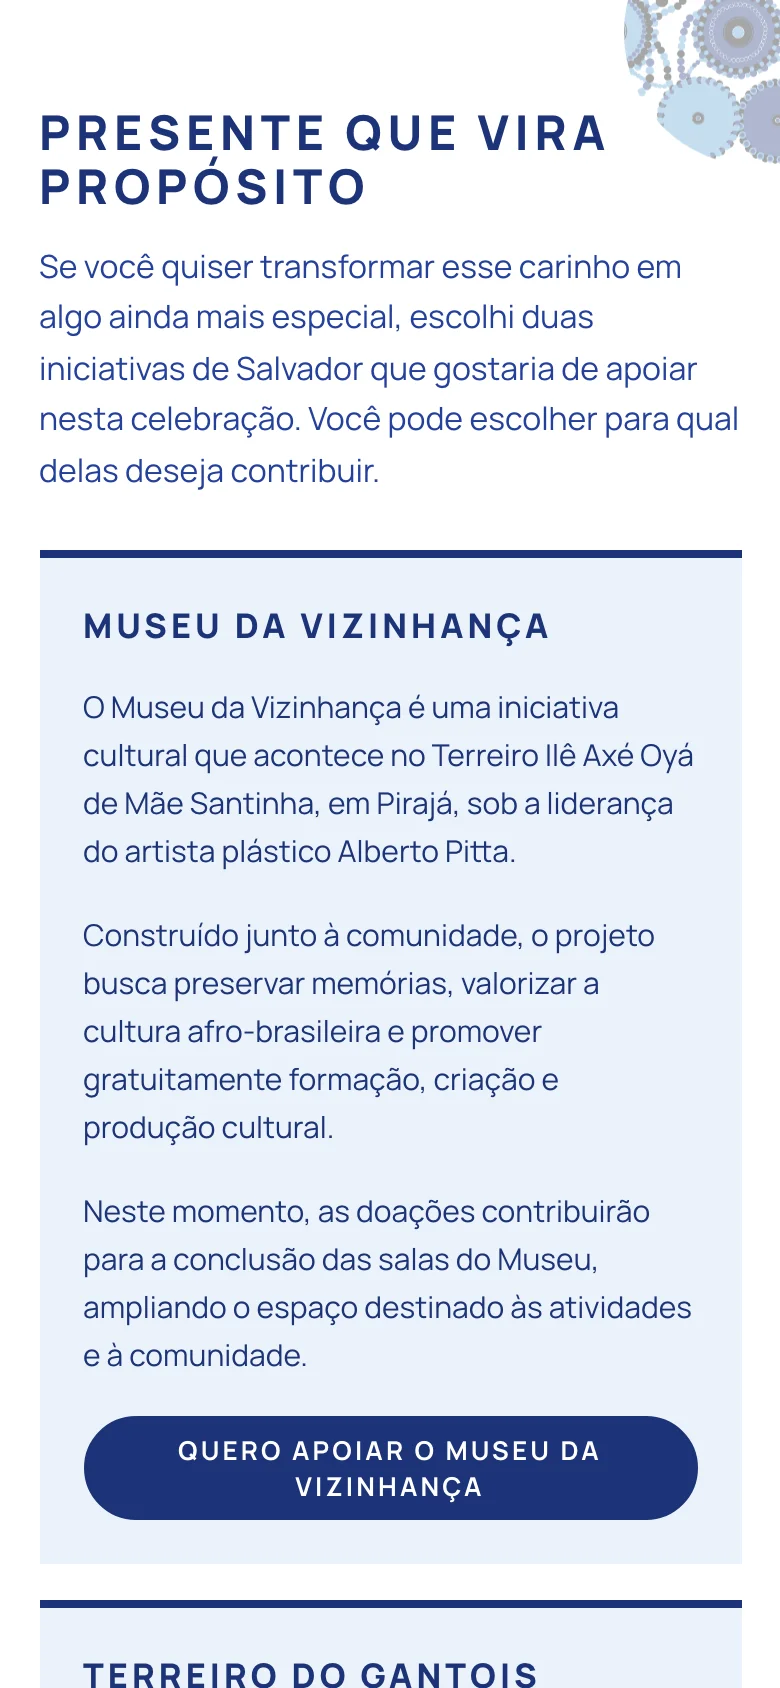 PRESENTE QUE VIRA
PROPÓSITO
Se você quiser transformar esse carinho em
algo ainda mais especial, escolhi duas
iniciativas de Salvador que gostaria de apoiar
nesta celebração. Você pode escolher para qual
delas deseja contribuir.
MUSEU DA VIZINHANÇA
O Museu da Vizinhança é uma iniciativa
cultural que acontece no Terreiro Ilê Axé Oyá
de Mãe Santinha, em Pirajá, sob a liderança
do artista plástico Alberto Pitta.
Construído junto à comunidade, o projeto
busca preservar memórias, valorizar a
cultura afro-brasileira e promover
gratuitamente formação, criação e
produção cultural.
Neste momento, as doações contribuirão
para a conclusão das salas do Museu,
ampliando o espaço destinado às atividades
e à comunidade.
QUERO APOIAR O MUSEU DA
VIZINHANÇA
TERREIRO DO GANTOIS